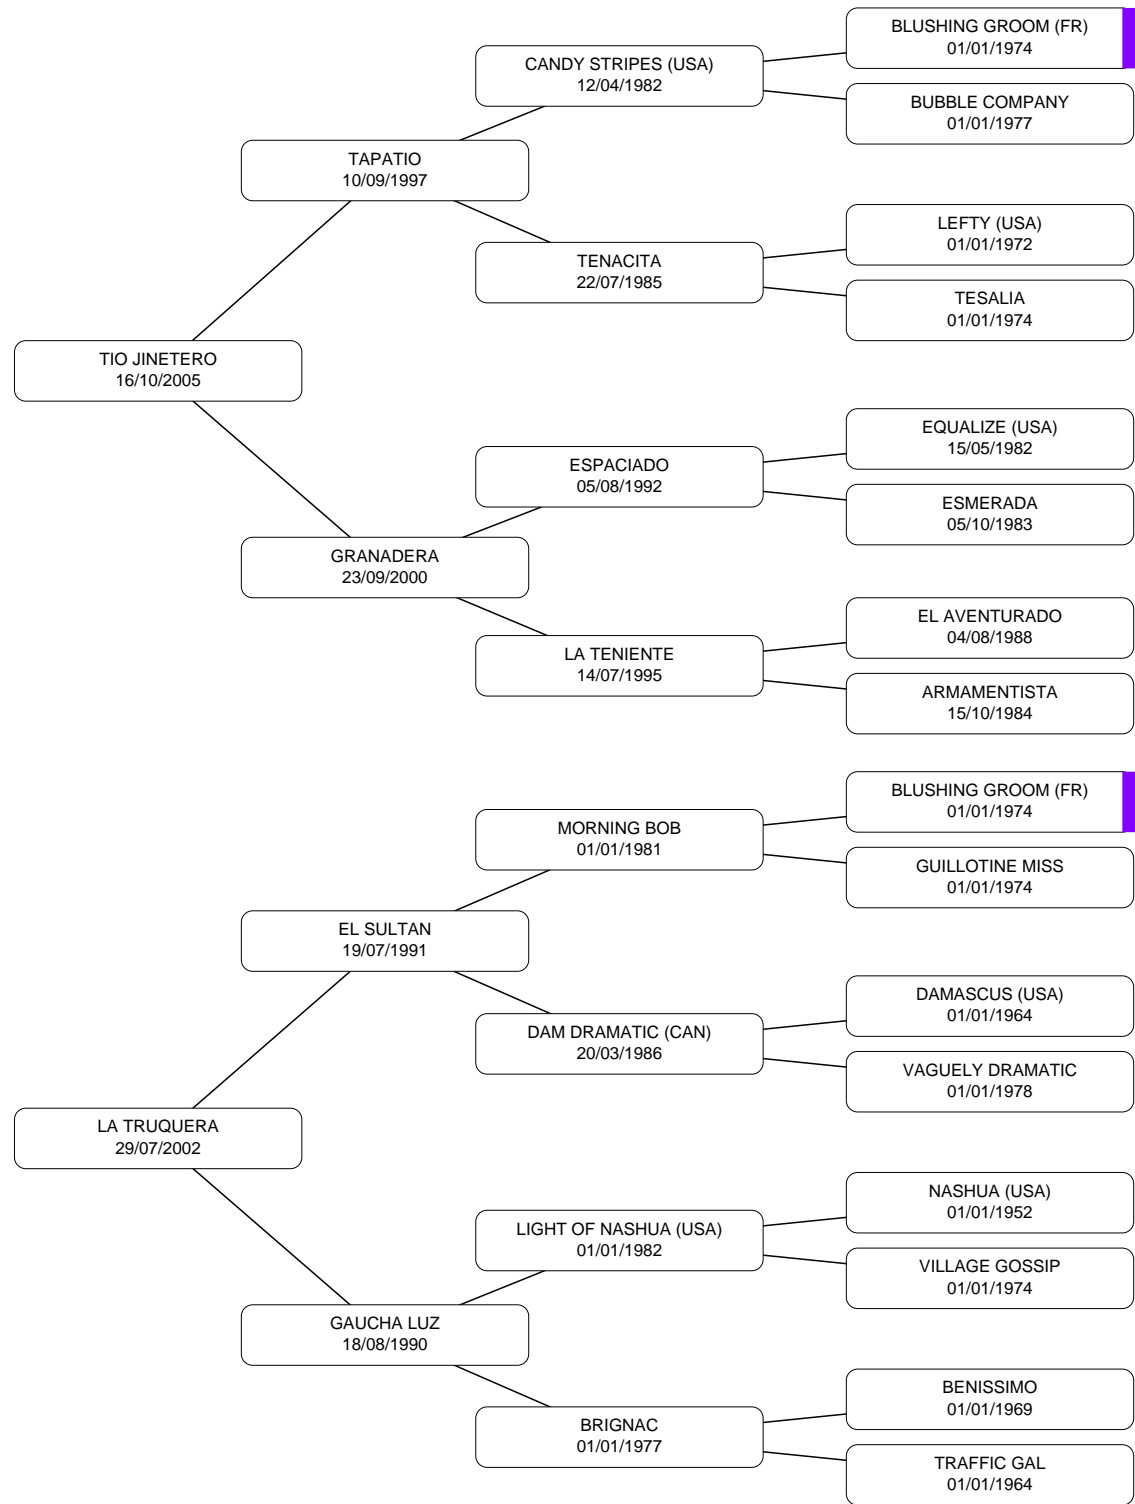 BLUSHING GROOM (FR)
01/01/1974
CANDY STRIPES (USA)
12/04/1982
BUBBLE COMPANY
01/01/1977
TAPATIO
10/09/1997
LEFTY (USA)
01/01/1972
TENACITA
22/07/1985
TESALIA
01/01/1974
TIO JINETERO
16/10/2005
EQUALIZE (USA)
15/05/1982
ESPACIADO
05/08/1992
ESMERADA
05/10/1983
GRANADERA
23/09/2000
EL AVENTURADO
04/08/1988
LA TENIENTE
14/07/1995
ARMAMENTISTA
15/10/1984
BLUSHING GROOM (FR)
01/01/1974
MORNING BOB
01/01/1981
GUILLOTINE MISS
01/01/1974
EL SULTAN
19/07/1991
DAMASCUS (USA)
01/01/1964
DAM DRAMATIC (CAN)
20/03/1986
VAGUELY DRAMATIC
01/01/1978
LA TRUQUERA
29/07/2002
NASHUA (USA)
01/01/1952
LIGHT OF NASHUA (USA)
01/01/1982
VILLAGE GOSSIP
01/01/1974
GAUCHA LUZ
18/08/1990
BENISSIMO
01/01/1969
BRIGNAC
01/01/1977
TRAFFIC GAL
01/01/1964